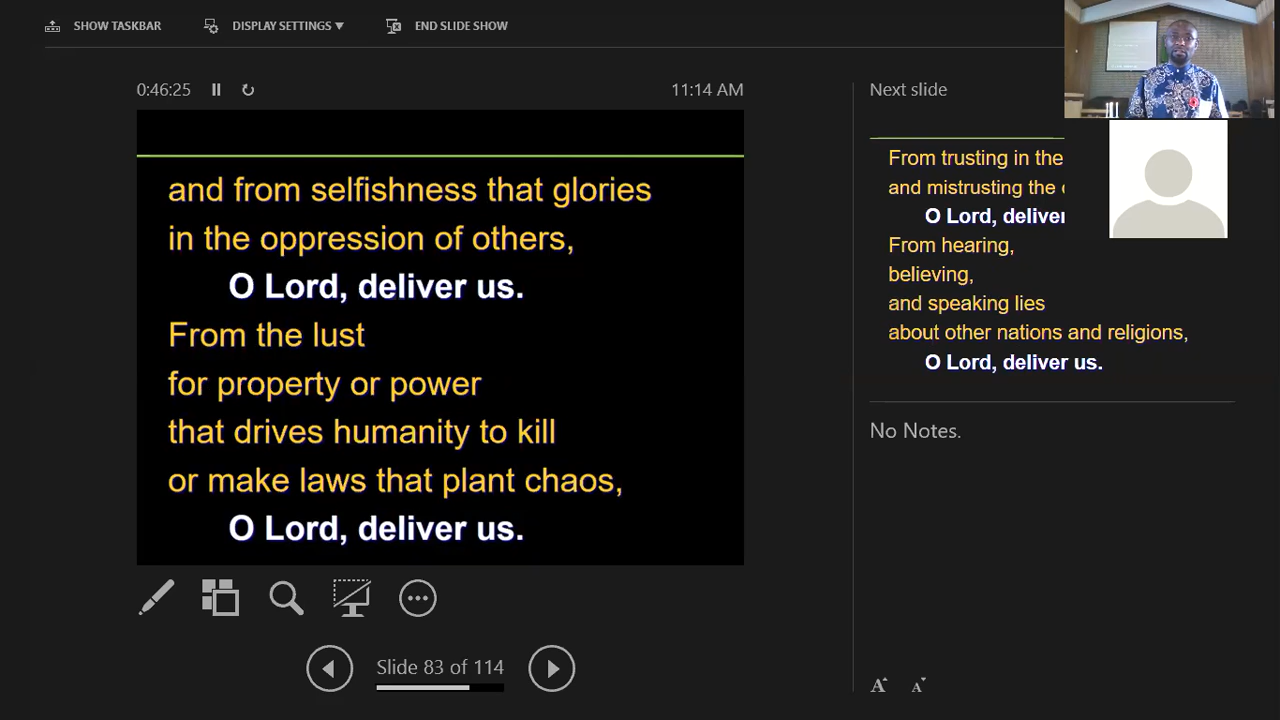 SHOW TASKBAR
DISPLAY SETTINGS
END SLIDE SHOW
0:46:25
11:14 AM
and from selfishness that glories
in the oppression of others,
O Lord, deliver us.
From the lust
for property or power
that drives humanity to kill
or make laws that plant chaos,
O Lord, deliver us.
Slide 83 of 114
Next slide
From trusting in the
and mistrusting the
O Lord, deliver
From hearing,
believing,
and speaking lies
about other nations and religions,
O Lord, deliver us.
No Notes.
A A